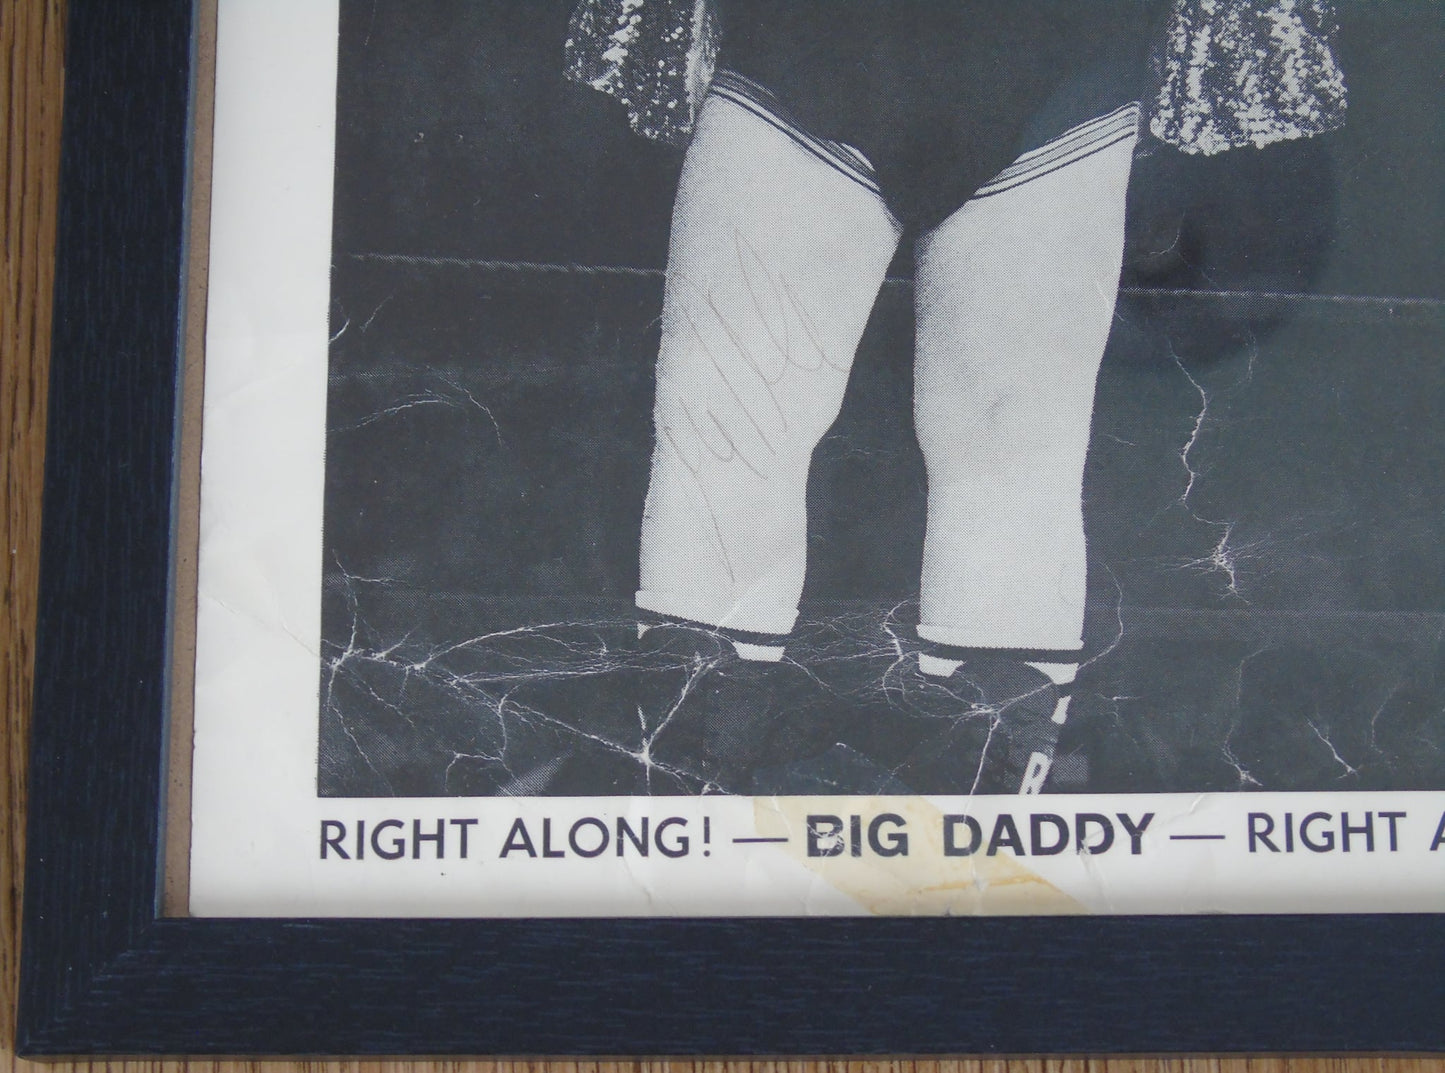 R
RIGHT ALONG! — BIG DADDY — RIGHT A